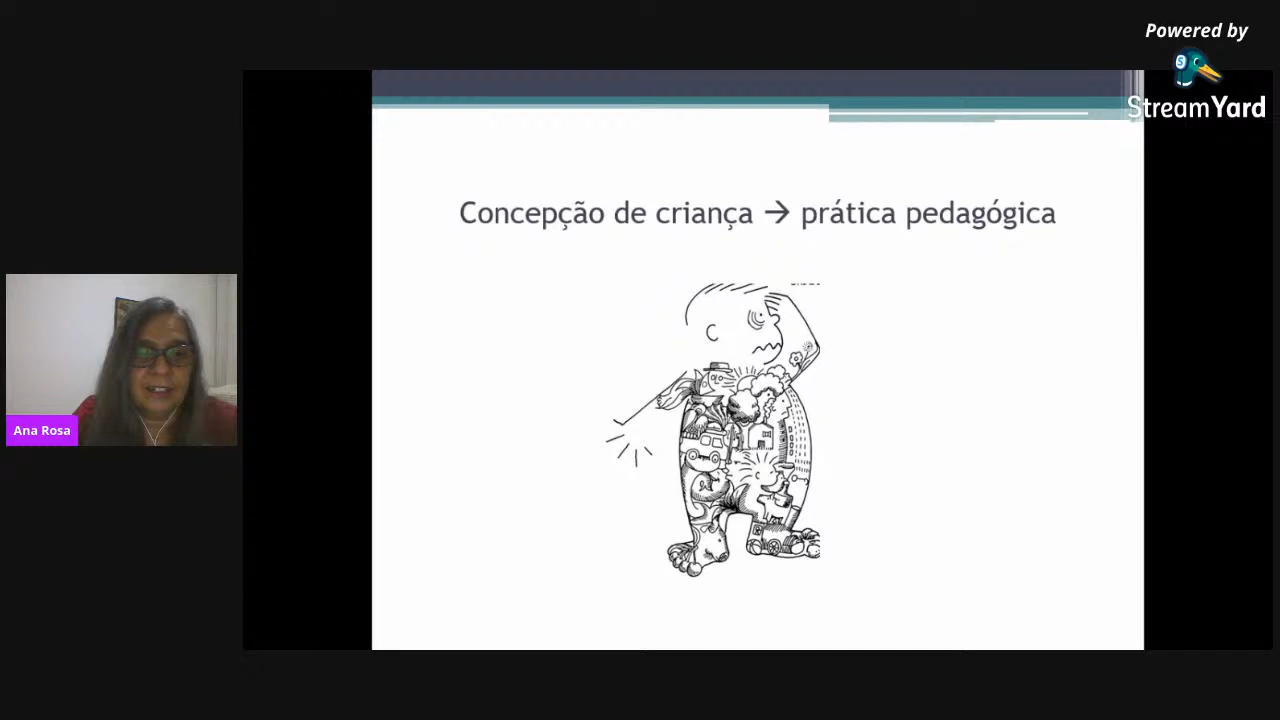 Powered by
StreamYard
Concepção de criança → prática pedagógica
Ana Rosa